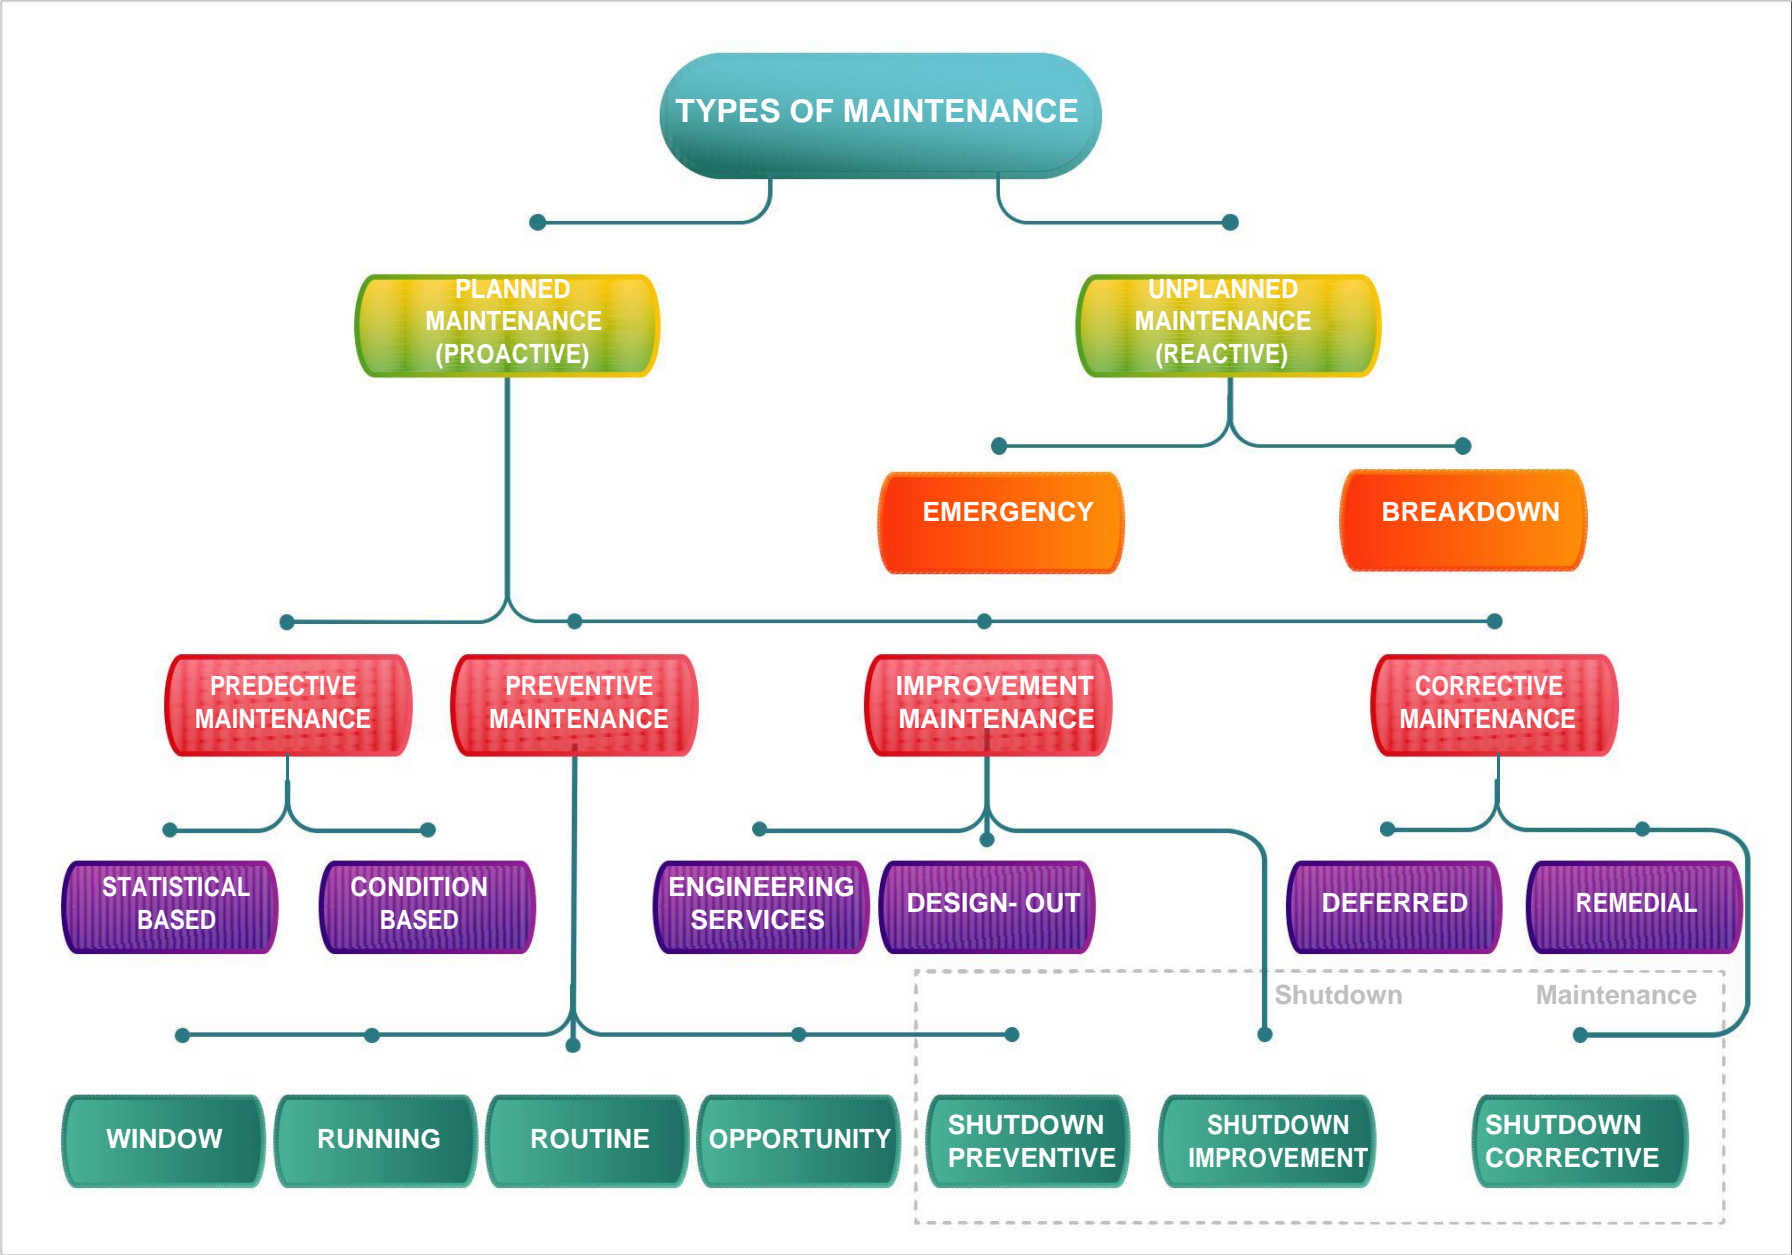 TYPES OF MAINTENANCE
PLANNED
MAINTENANCE
(PROACTIVE)
UNPLANNED
MAINTENANCE
(REACTIVE)
EMERGENCY
BREAKDOWN
PREDECTIVE
MAINTENANCE
PREVENTIVE
MAINTENANCE
IMPROVEMENT
MAINTENANCE
CORRECTIVE
MAINTENANCE
STATISTICAL
BASED
CONDITION
BASED
ENGINEERING
SERVICES
DESIGN- OUT
DEFERRED
REMEDIAL
Shutdown Maintenance
WINDOW
RUNNING
ROUTINE
OPPORTUNITY
SHUTDOWN
PREVENTIVE
SHUTDOWN
IMPROVEMENT
SHUTDOWN
CORRECTIVE